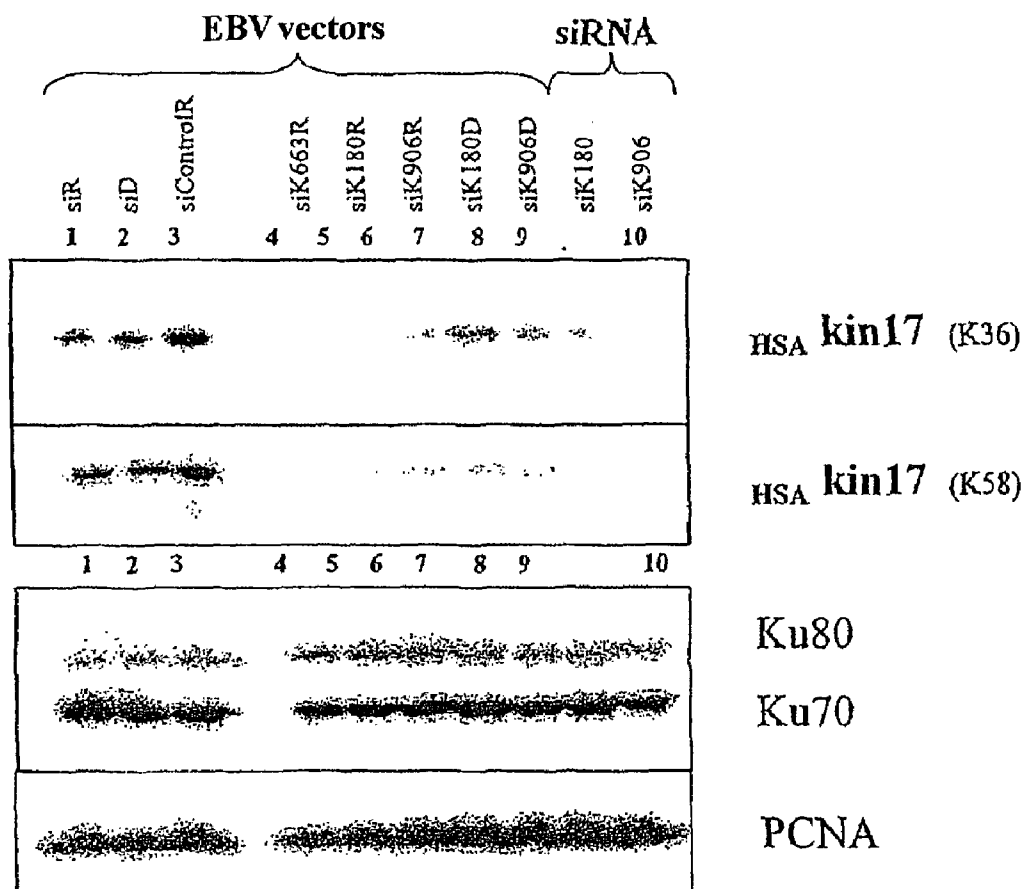 EBV vectors siRNA
siR siD siControlR siK663R siK180R siK906R siK180D siK906D siK180 siK906
1 2 3 4 5 6 7 8 9 . 10
HSA kin17 (K36)
HSA kin17 (K58)
1 2 3 4 5 6 7 8 9 10
Ku80
Ku70
PCNA